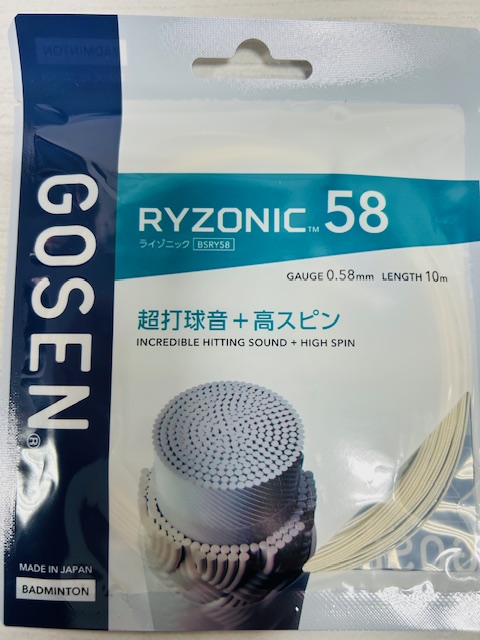 BADMINTON
GOSEN®
RYZONIC™ 58
ライゾニック BSRY58
GAUGE 0.58mm LENGTH 10m
超打球音+高スピン
INCREDIBLE HITTING SOUND + HIGH SPIN
MADE IN JAPAN
BADMINTON